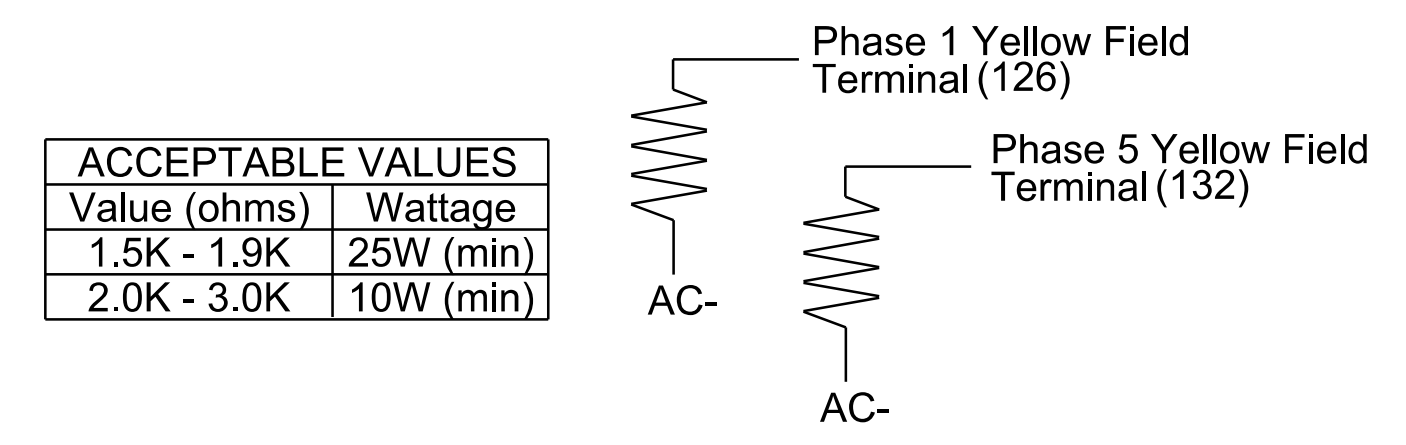 ACCEPTABLE VALUES
Value (ohms) Wattage
1.5K - 1.9K 25W (min)
2.0K - 3.0K 10W (min)
Phase 1 Yellow Field
Terminal (126)
AC-
Phase 5 Yellow Field
Terminal (132)
AC-